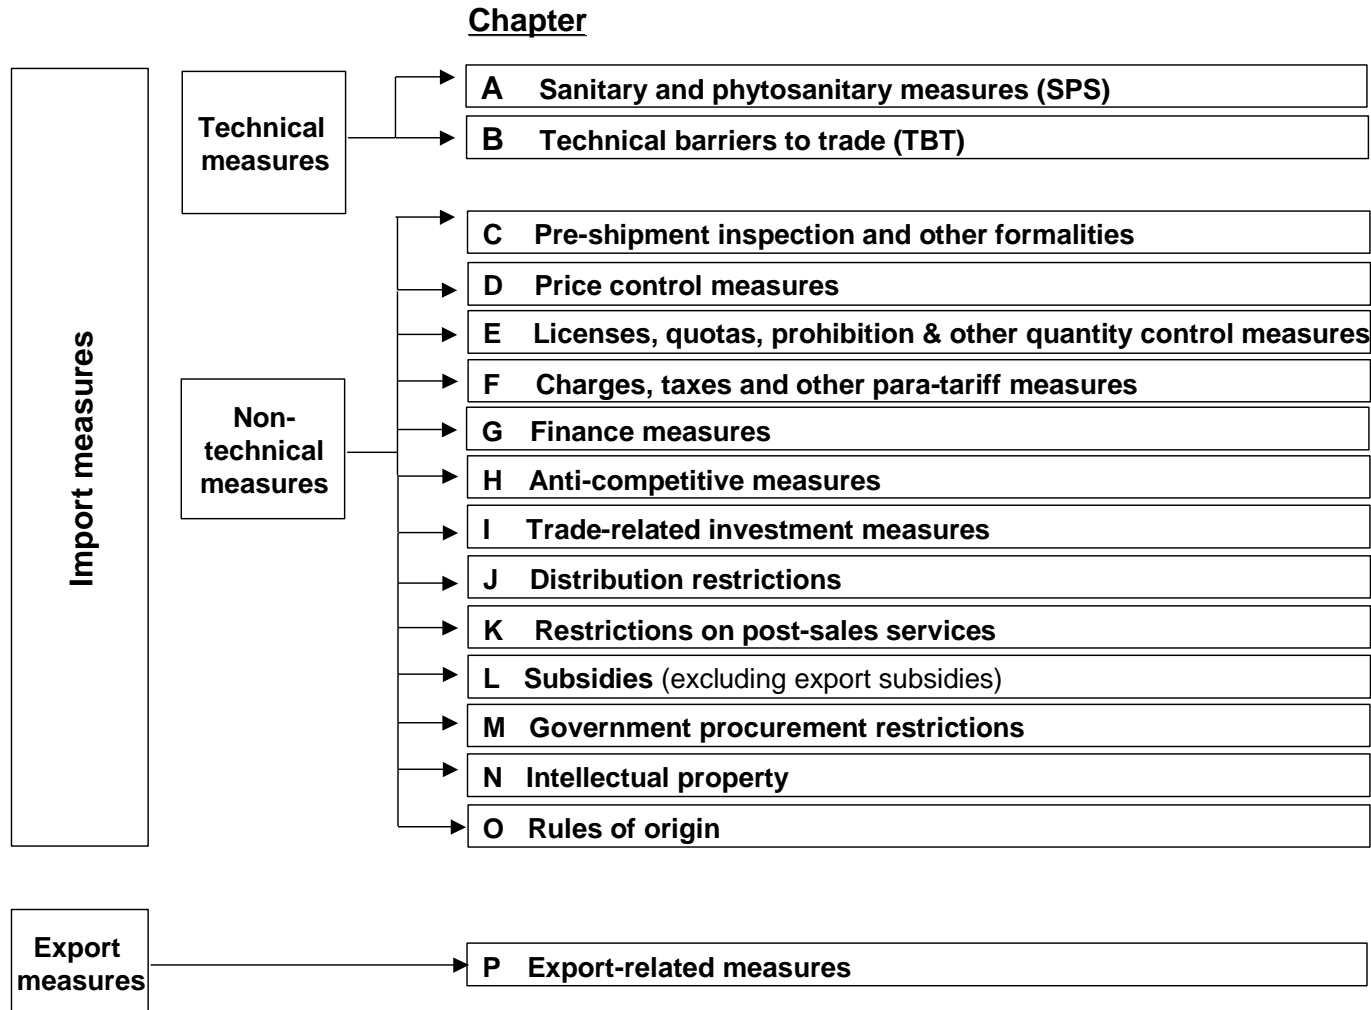 Chapter
Import measures
Technical
measures
A Sanitary and phytosanitary measures (SPS)
B Technical barriers to trade (TBT)
Non-
technical
measures
C Pre-shipment inspection and other formalities
D Price control measures
E Licenses, quotas, prohibition & other quantity control measures
F Charges, taxes and other para-tariff measures
G Finance measures
H Anti-competitive measures
I Trade-related investment measures
J Distribution restrictions
K Restrictions on post-sales services
L Subsidies (excluding export subsidies)
M Government procurement restrictions
N Intellectual property
O Rules of origin
Export
measures
P Export-related measures